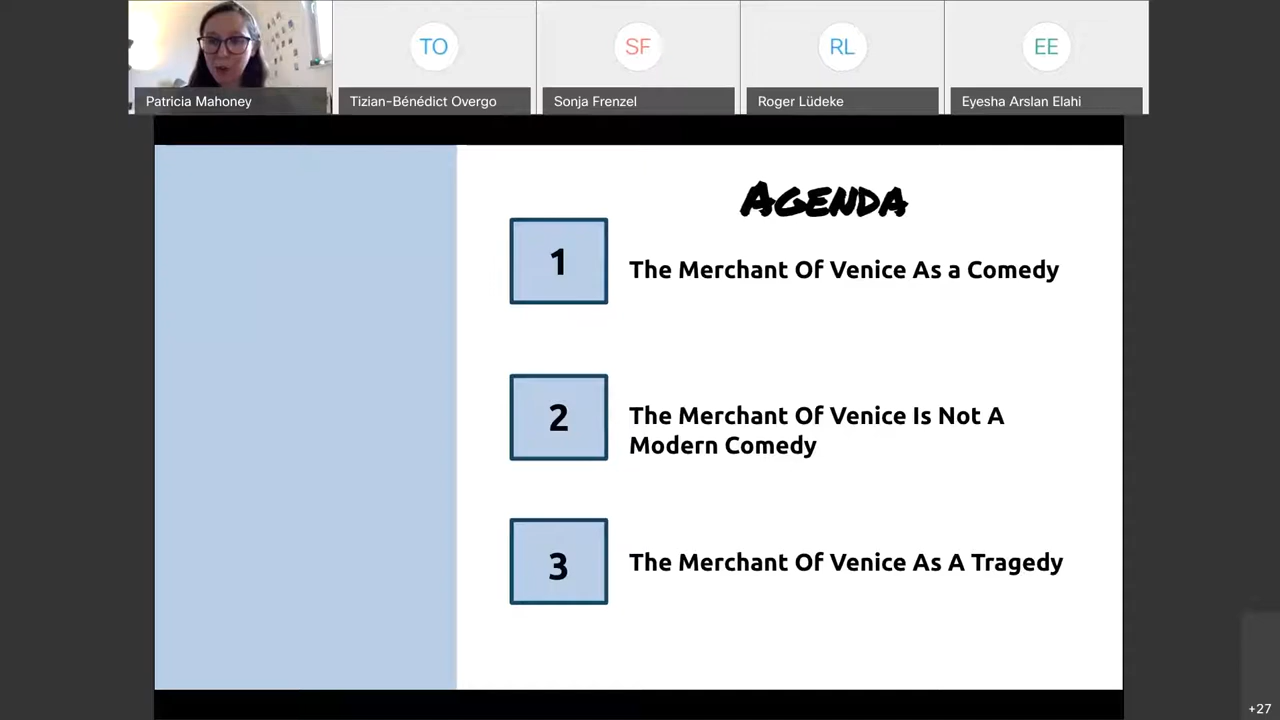 TO
SF
RL
EE
Patricia Mahoney
Tizian-Bénédict Overgo
Sonja Frenzel
Roger Lüdeke
Eyesha Arslan Elahi
Agenda
1
The Merchant Of Venice As a Comedy
2
The Merchant Of Venice Is Not A
Modern Comedy
3
The Merchant Of Venice As A Tragedy
+27